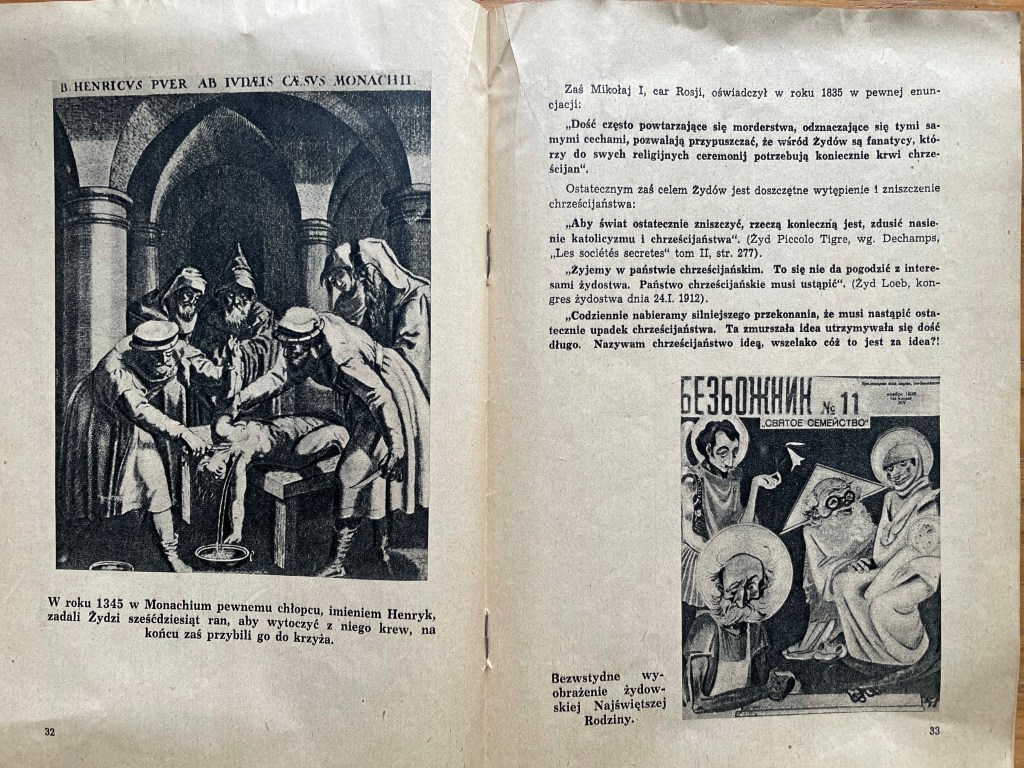 B. HENRICVS PVER AB IVDÆIS CÆSVS MONACHII.
W roku 1345 w Monachium pewnemu chłopcu, imieniem Henryk,
zadali Żydzi sześćdziesiąt ran, aby wytoczyć z niego krew, na
końcu zaś przybili go do krzyża.
32
Zaś Mikołaj I, car Rosji, oświadczył w roku 1835 w pewnej enun-
cjacji:
„Dość często powtarzające się morderstwa, odznaczające się tymi sa-
mymi cechami, pozwalają przypuszczać, że wśród Żydów są fanatycy, któ-
rzy do swych religijnych ceremonij potrzebują koniecznie krwi chrze-
ścijan“.
Ostatecznym zaś celem Żydów jest doszczętne wytępienie i zniszczenie
chrześcijaństwa:
„Aby świat ostatecznie zniszczyć, rzeczą konieczną jest, zdusić nasie-
nie katolicyzmu i chrześcijaństwa“. (Żyd Piccolo Tigre, wg. Dechamps,
„Les sociétés secretes“ tom II, str. 277).
„Żyjemy w państwie chrześcijańskim. To się nie da pogodzić z intere-
sami żydostwa. Państwo chrześcijańskie musi ustąpić“. (Żyd Loeb, kon-
gres żydostwa dnia 24.I. 1912).
„Codziennie nabieramy silniejszego przekonania, że musi nastąpić osta-
tecznie upadek chrześcijaństwa. Ta zmurszała idea utrzymywała się dość
długo. Nazywam chrześcijaństwo ideą, wszelako cóż to jest za idea?!
БЕЗБОЖНИК № 11
„СВЯТОЕ СЕМЕЙСТВО"
Bezwstydne wy-
obrażenie żydow-
skiej Najświętszej
Rodziny.
33